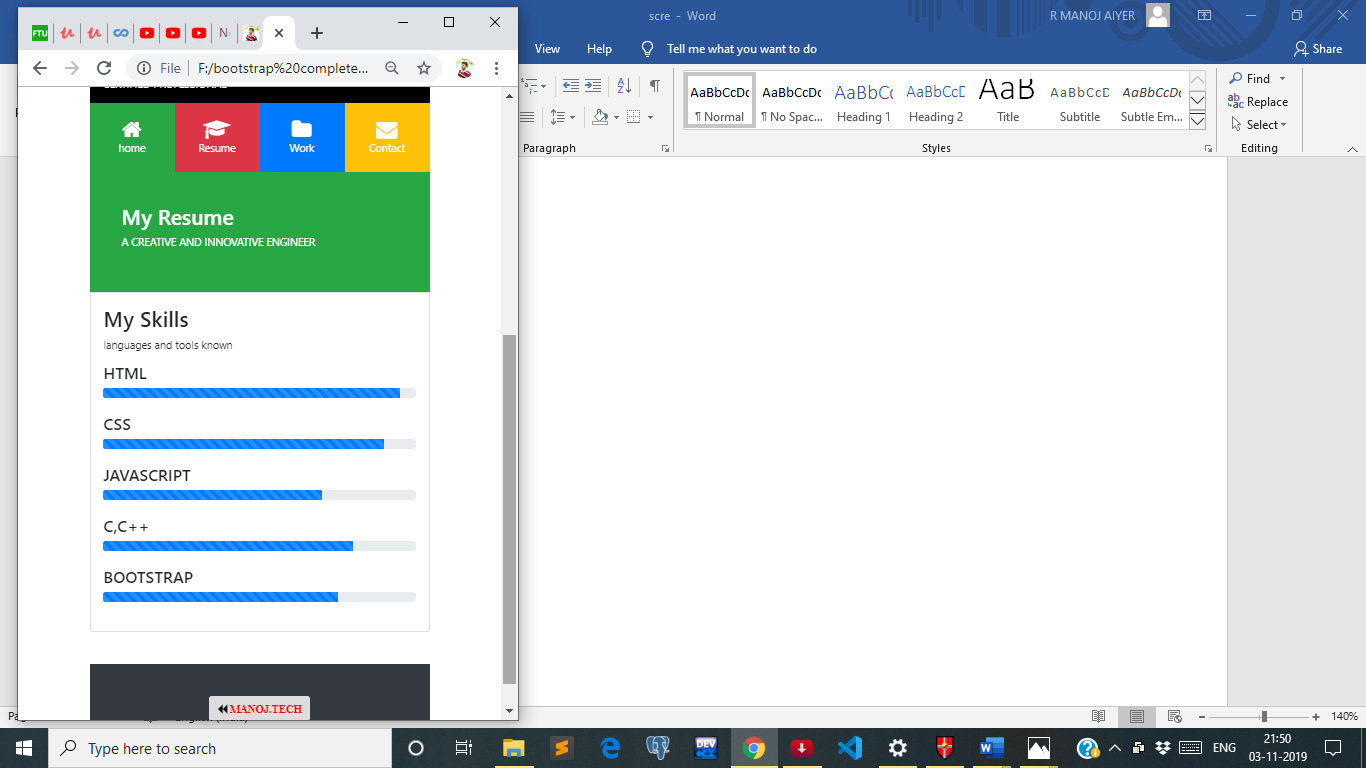 scre - Word
R MANOJ AIYER
FTU
View Help Tell me what you want to do
Share
File F:/bootstrap%20complete...
home Resume Work Contact
My Resume
A CREATIVE AND INNOVATIVE ENGINEER
My Skills
languages and tools known
HTML
CSS
JAVASCRIPT
C,C++
BOOTSTRAP
MANOJ.TECH
AaBbCcDc AaBbCcDc AaBbCc AaBbCcD AaB AaBbCcD AaBbCcDc
¶ Normal ¶ No Spac... Heading 1 Heading 2 Title Subtitle Subtle Em...
Find
Replace
Select
Paragraph Styles Editing
140%
Type here to search
DEV
ENG
21:50
03-11-2019